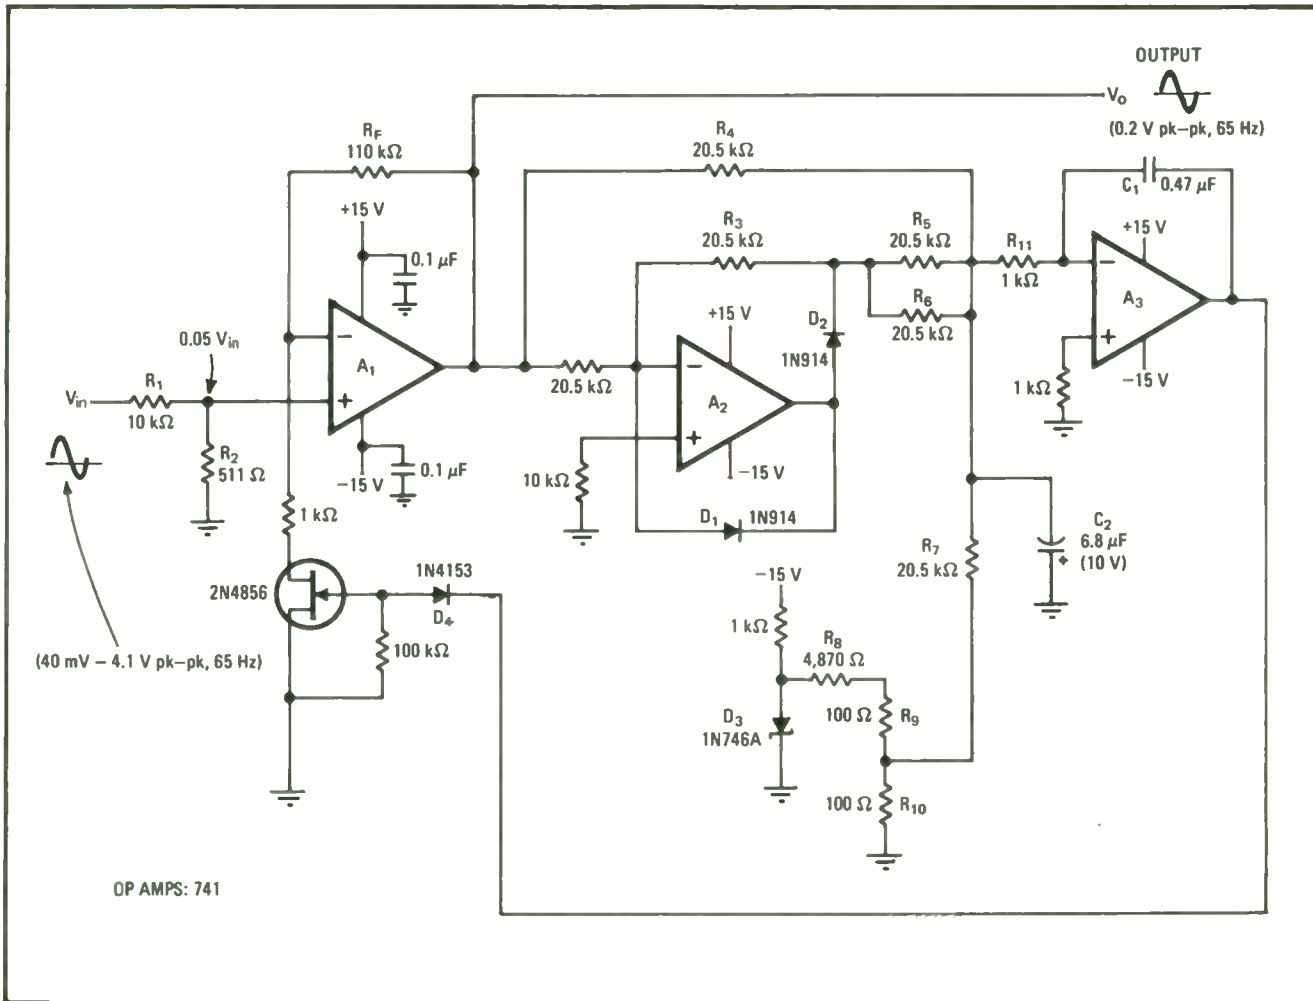 OUTPUT
Vo
(0.2 V pk–pk, 65 Hz)
RF
110 kΩ
R4
20.5 kΩ
+15 V
0.1 μF
R3
20.5 kΩ
R5
20.5 kΩ
R6
20.5 kΩ
R11
1 kΩ
C1
0.47 μF
+15 V
A3
−15 V
1 kΩ
0.05 Vin
Vin
R1
10 kΩ
R2
511 Ω
A1
−15 V
0.1 μF
20.5 kΩ
+15 V
A2
−15 V
D2
1N914
10 kΩ
D1
1N914
1 kΩ
2N4856
1N4153
D4
100 kΩ
(40 mV – 4.1 V pk–pk, 65 Hz)
−15 V
1 kΩ
R8
4,870 Ω
R7
20.5 kΩ
C2
6.8 μF
(10 V)
D3
1N746A
100 Ω
R9
100 Ω
R10
OP AMPS: 741